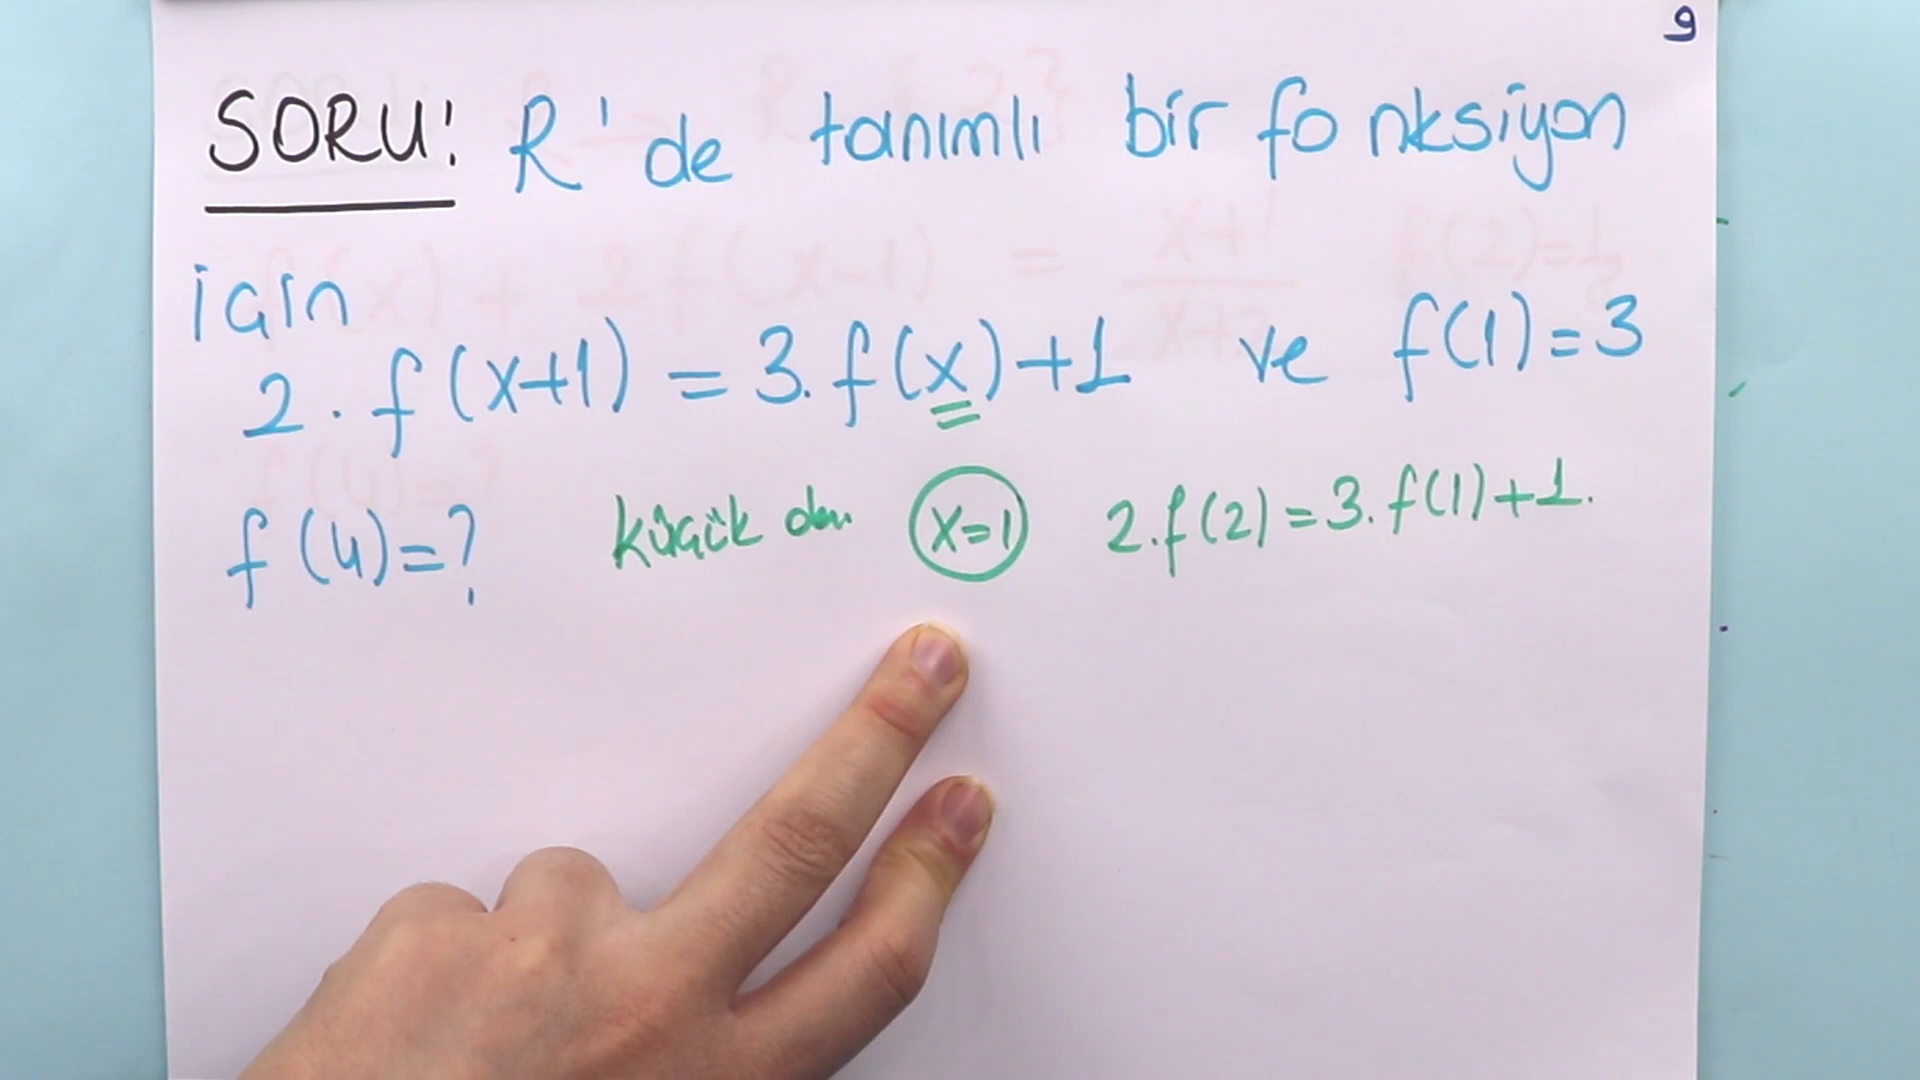 9
SORU: R'de tanımlı bir fonksiyon
için
2.f(x+1) = 3.f(x)+1 ve f(1)=3
f(4)=? küçük den x=1 2.f(2)=3.f(1)+1.